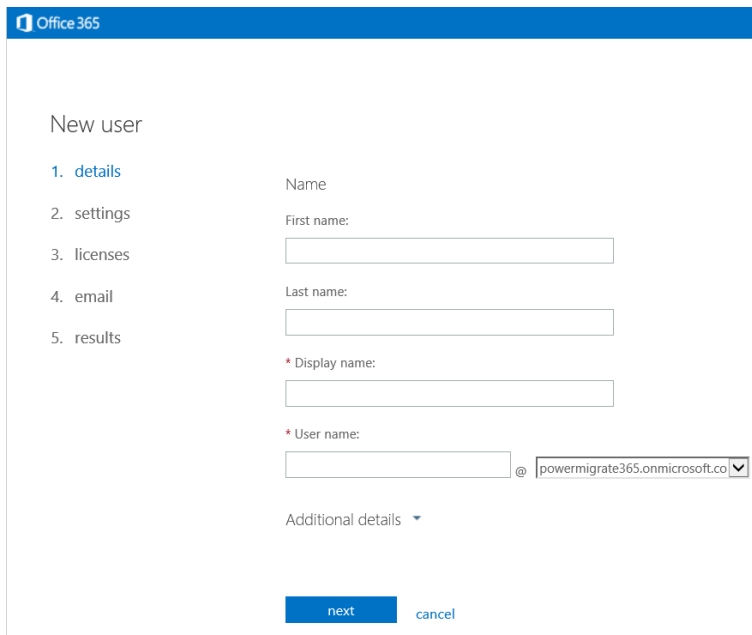 Office 365
New user
1. details
2. settings
3. licenses
4. email
5. results
Name
First name:
Last name:
* Display name:
* User name:
@ powermigrate365.onmicrosoft.co
Additional details
next cancel